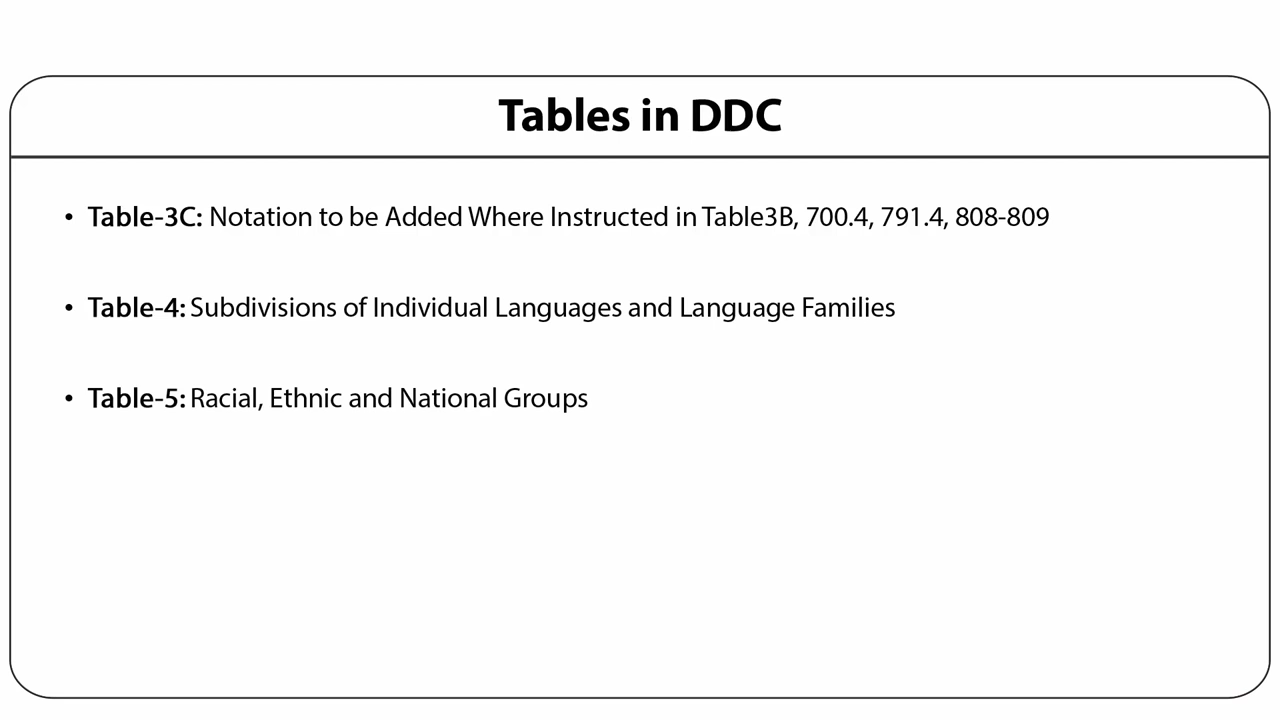 Tables in DDC
• Table-3C: Notation to be Added Where Instructed in Table3B, 700.4, 791.4, 808-809
• Table-4: Subdivisions of Individual Languages and Language Families
• Table-5: Racial, Ethnic and National Groups